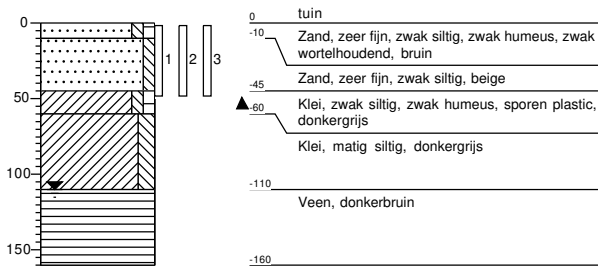 0
50
100
150
1
2
3
0
tuin
-10
Zand, zeer fijn, zwak siltig, zwak humeus, zwak
wortelhoudend, bruin
Zand, zeer fijn, zwak siltig, beige
-45
Klei, zwak siltig, zwak humeus, sporen plastic,
donkergrijs
-60
Klei, matig siltig, donkergrijs
-110
Veen, donkerbruin
-160